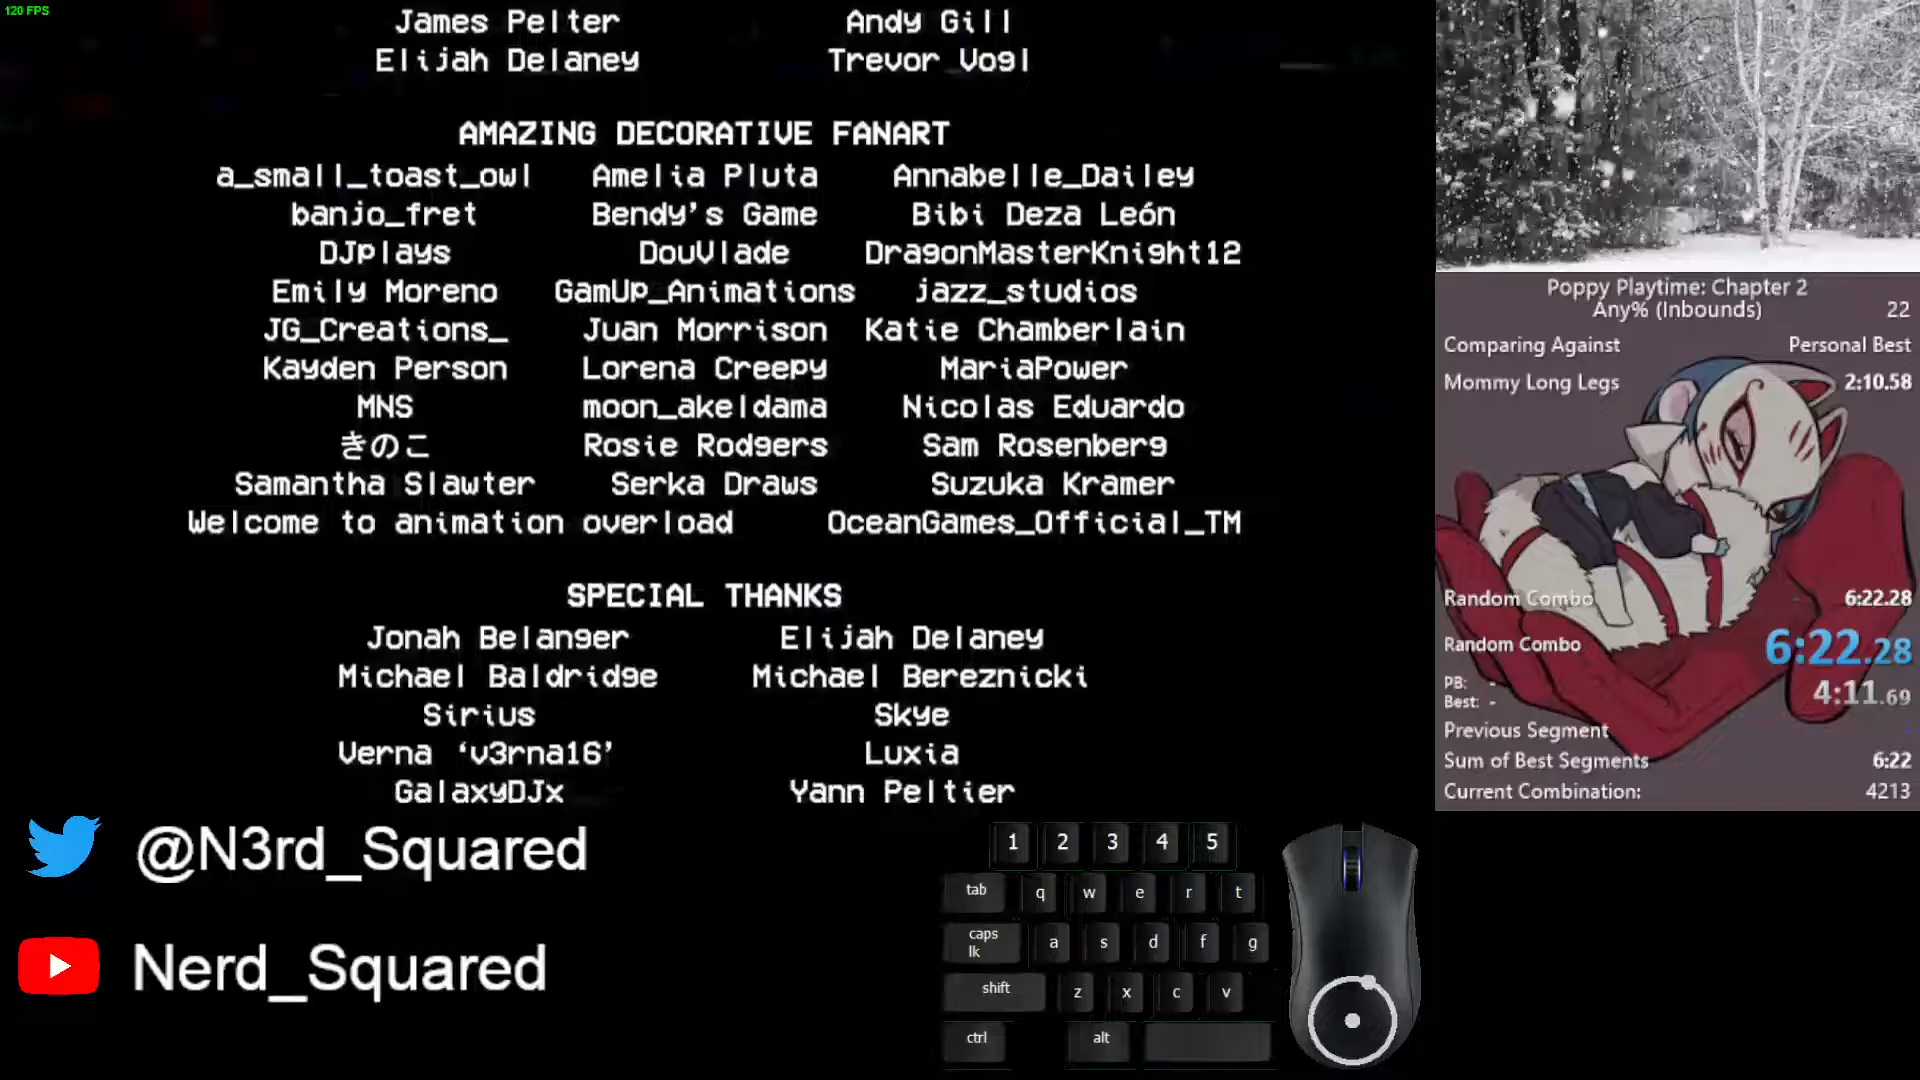 120 FPS
James Pelter Andy Gill
Elijah Delaney Trevor Vogl
AMAZING DECORATIVE FANART
a_small_toast_owl Amelia Pluta Annabelle_Dailey
banjo_fret Bendy's Game Bibi Deza León
DJplays DouVlade DragonMasterKnight12
Emily Moreno GamUp_Animations jazz_studios
JG_Creations_ Juan Morrison Katie Chamberlain
Kayden Person Lorena Creepy MariaPower
MNS moon_akeldama Nicolas Eduardo
きのこ Rosie Rodgers Sam Rosenberg
Samantha Slawter Serka Draws Suzuka Kramer
Welcome to animation overload OceanGames_Official_TM
SPECIAL THANKS
Jonah Belanger Elijah Delaney
Michael Baldridge Michael Bereznicki
Sirius Skye
Verna ‘v3rna16’ Luxia
GalaxyDJx Yann Peltier
@N3rd_Squared
Nerd_Squared
1 2 3 4 5
tab q w e r t
caps lk a s d f g
shift z x c v
ctrl alt
Poppy Playtime: Chapter 2
Any% (Inbounds) 22
Comparing Against Personal Best
Mommy Long Legs 2:10.58
Random Combo - 6:22.28
Random Combo 6:22.28
PB: - 4:11.69
Best: -
Previous Segment -
Sum of Best Segments 6:22
Current Combination: 4213